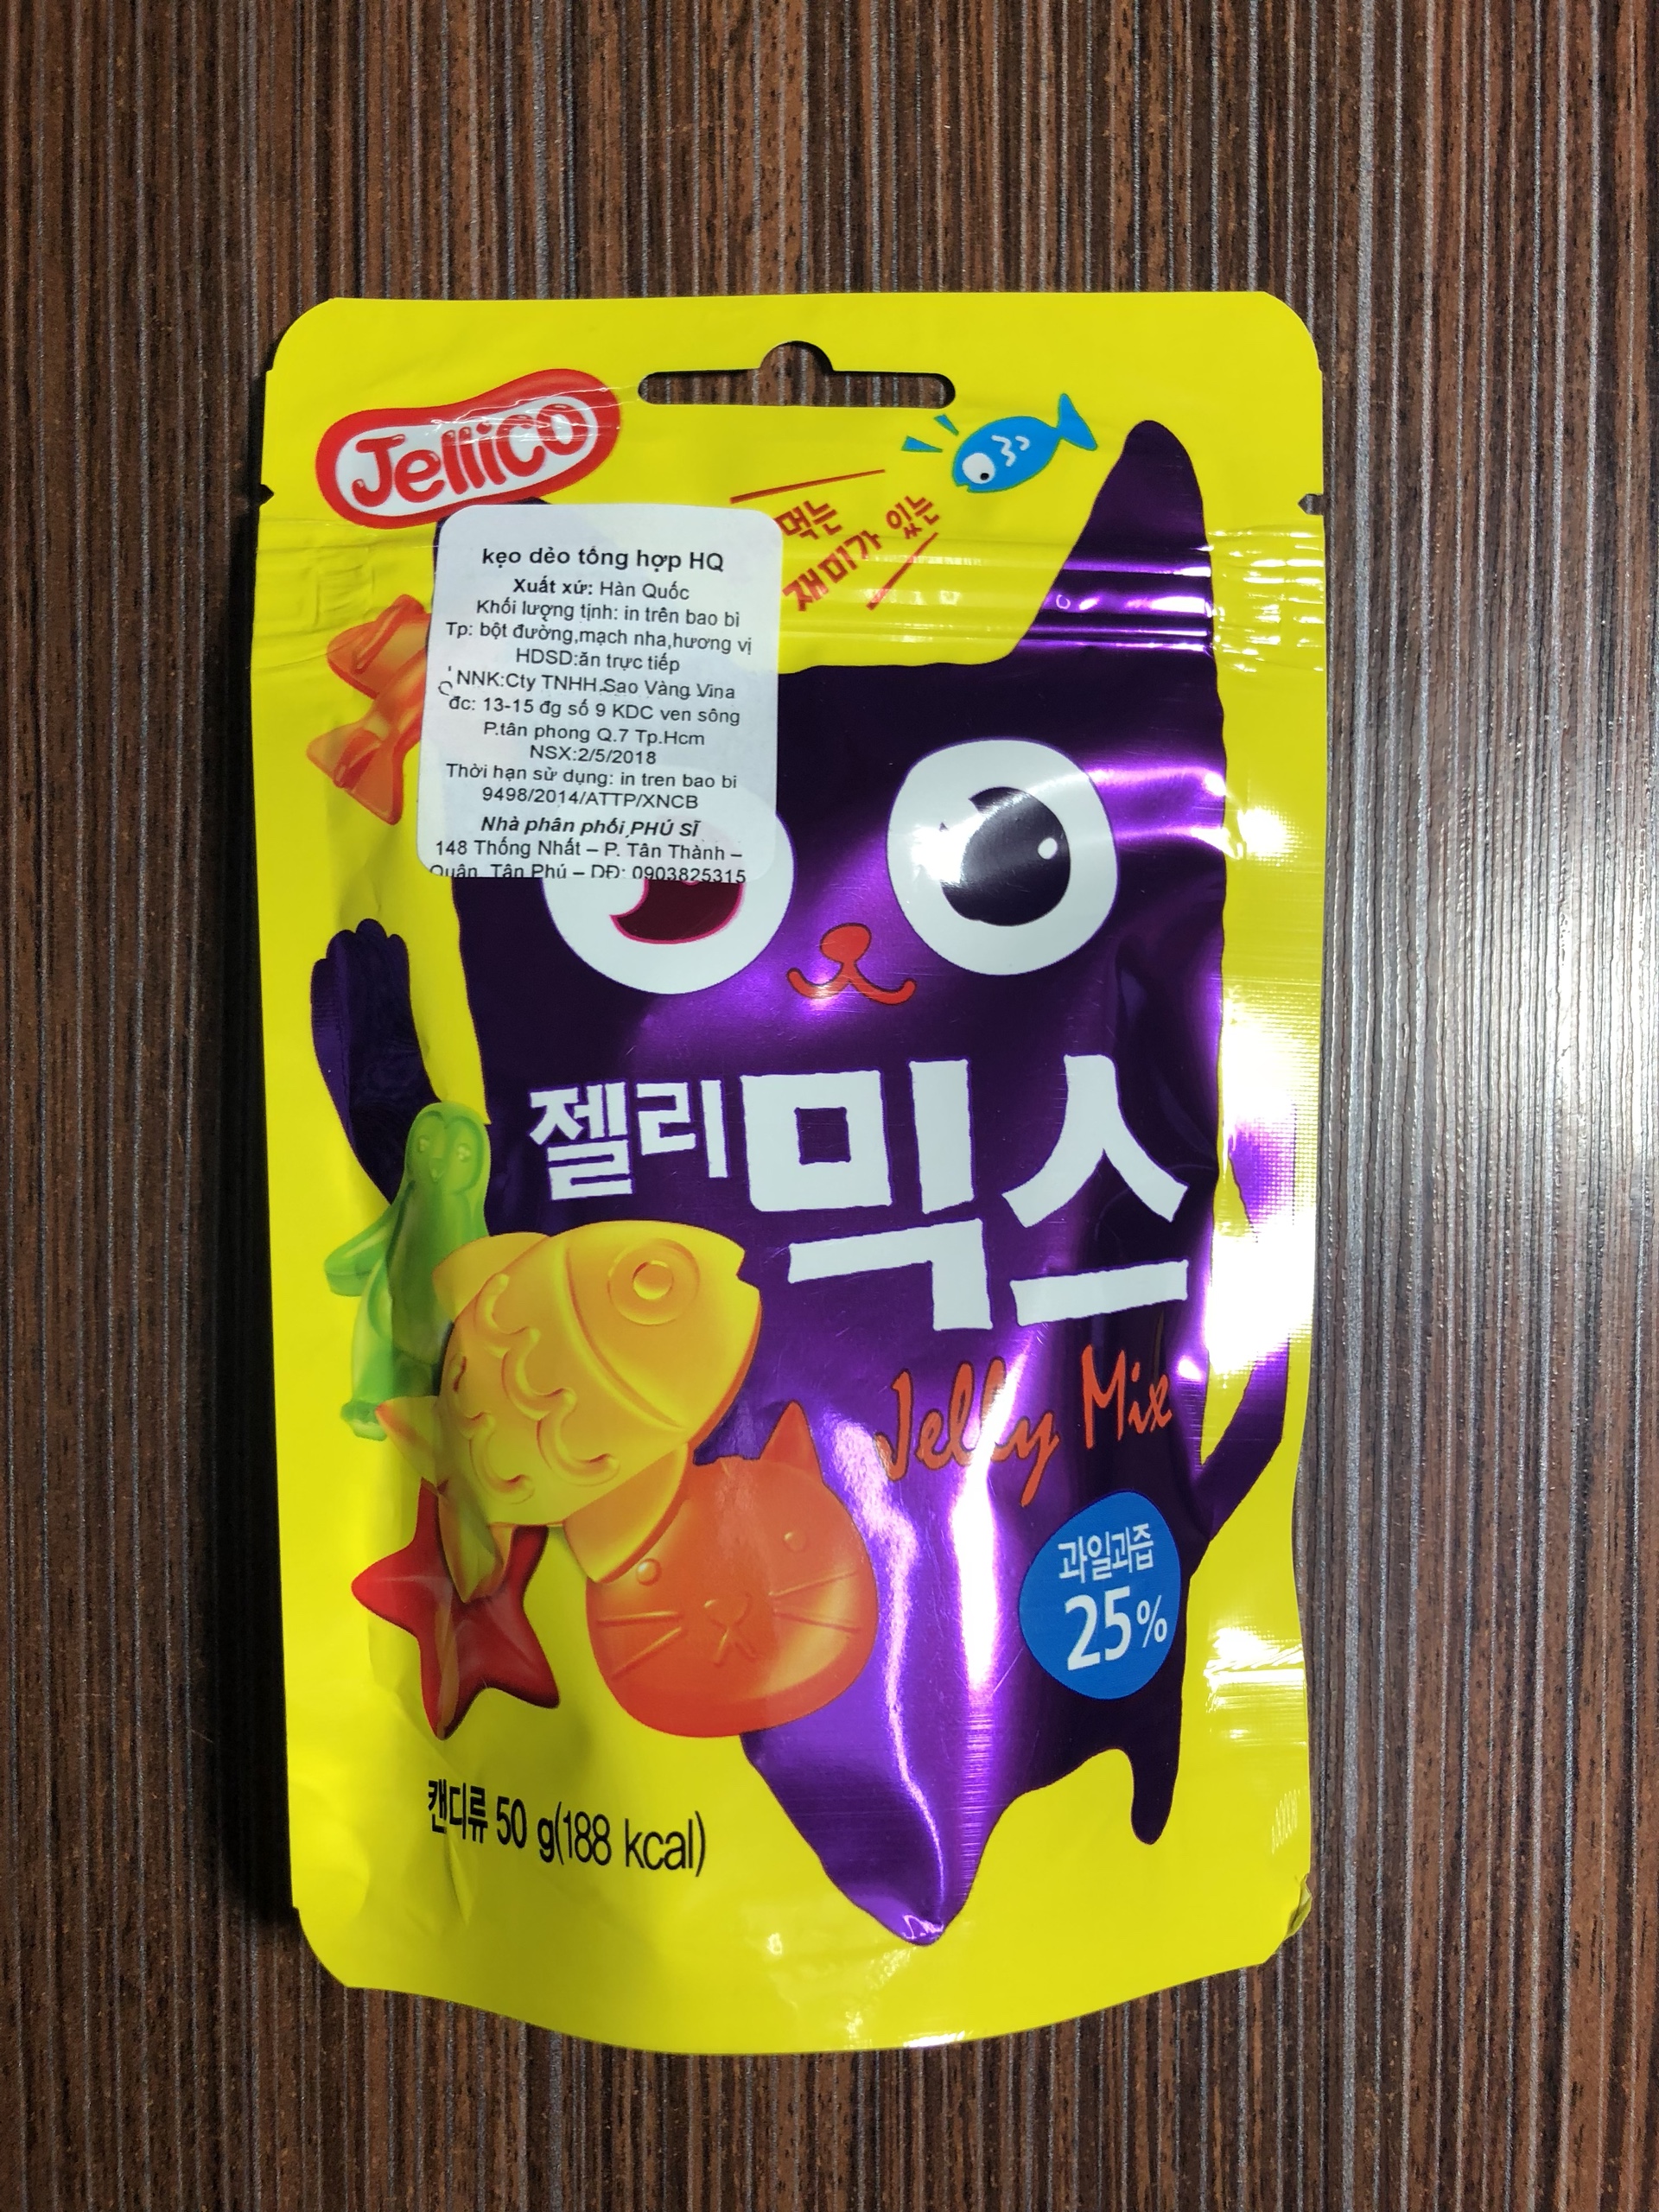 Jellico
먹는
재미가 있는
kẹo dẻo tổng hợp HQ
Xuất xứ: Hàn Quốc
Khối lượng tịnh: in trên bao bì
Tp: bột đường,mạch nha,hương vị
HDSD:ăn trực tiếp
NNK:Cty TNHH Sao Vàng Vina
đc: 13-15 đg số 9 KDC ven sông
P.tân phong Q.7 Tp.Hcm
NSX:2/5/2018
Thời hạn sử dụng: in tren bao bi
9498/2014/ATTP/XNCB
Nhà phân phối PHÚ SĨ
148 Thống Nhất – P. Tân Thành –
Quận Tân Phú – DĐ: 0903825315
젤리믹스
Jelly Mix
과일과즙
25%
캔디류 50 g(188 kcal)